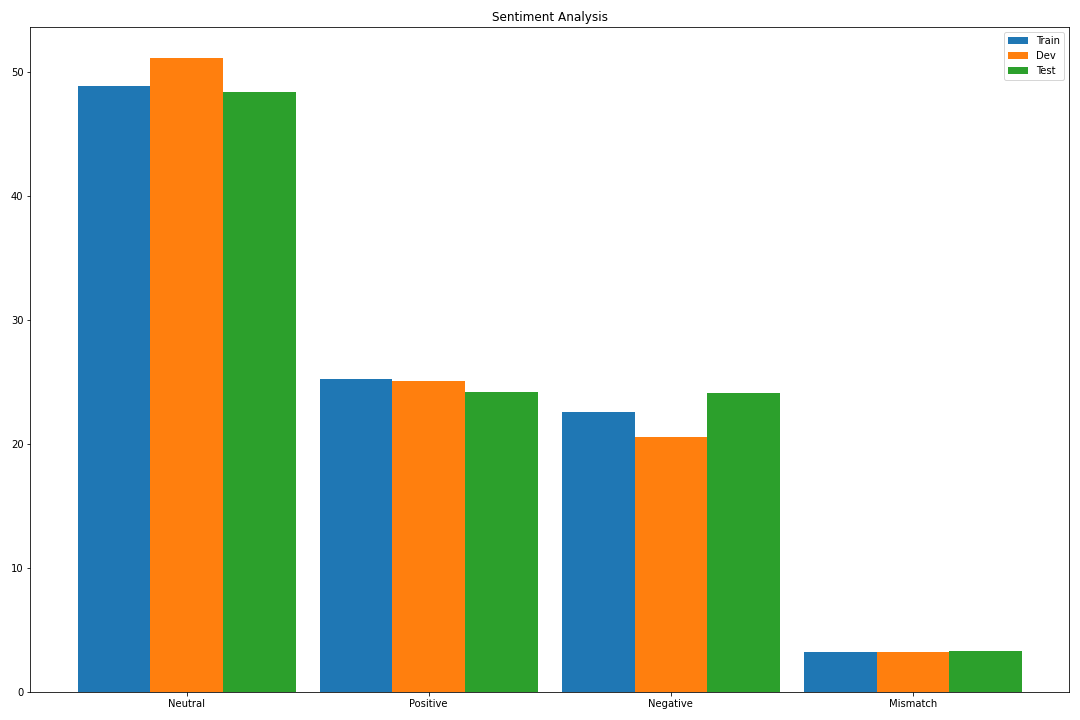 Sentiment Analysis
Train
Dev
Test
50
40
30
20
10
0
Neutral Positive Negative Mismatch